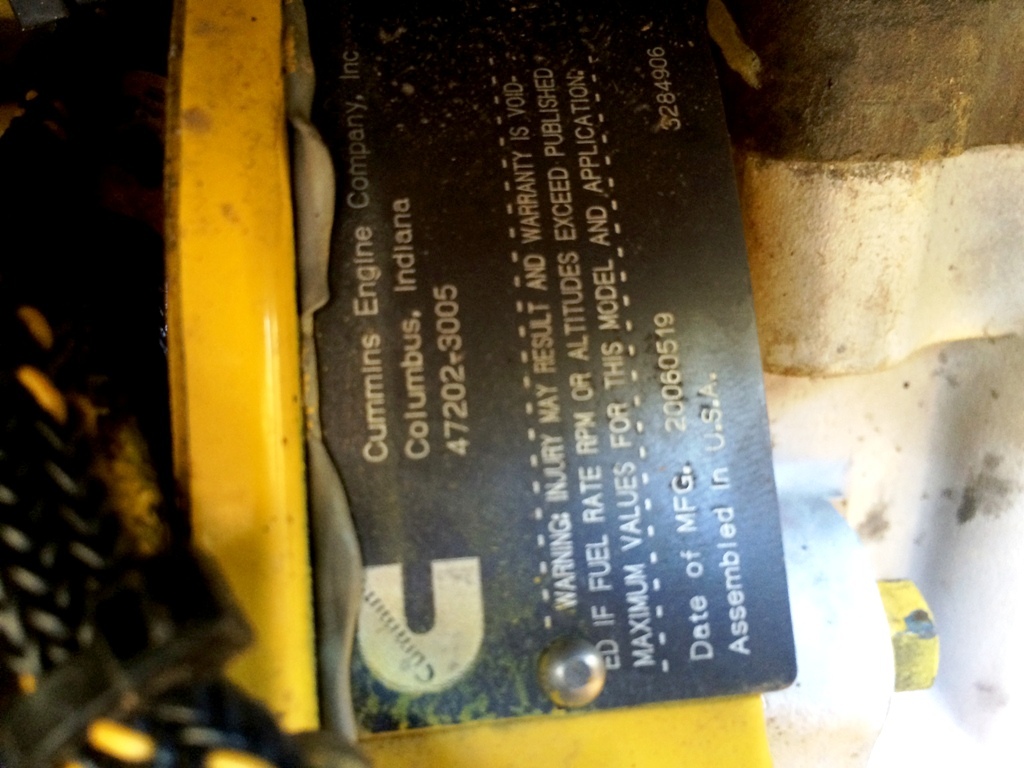 Cummins
Cummins Engine Company, Inc
Columbus, Indiana
47202-3005
WARNING: INJURY MAY RESULT AND WARRANTY IS VOID-
ED IF FUEL RATE RPM OR ALTITUDES EXCEED PUBLISHED
MAXIMUM VALUES FOR THIS MODEL AND APPLICATION.
Date of MFG. 20060519 3284906
Assembled in U.S.A.